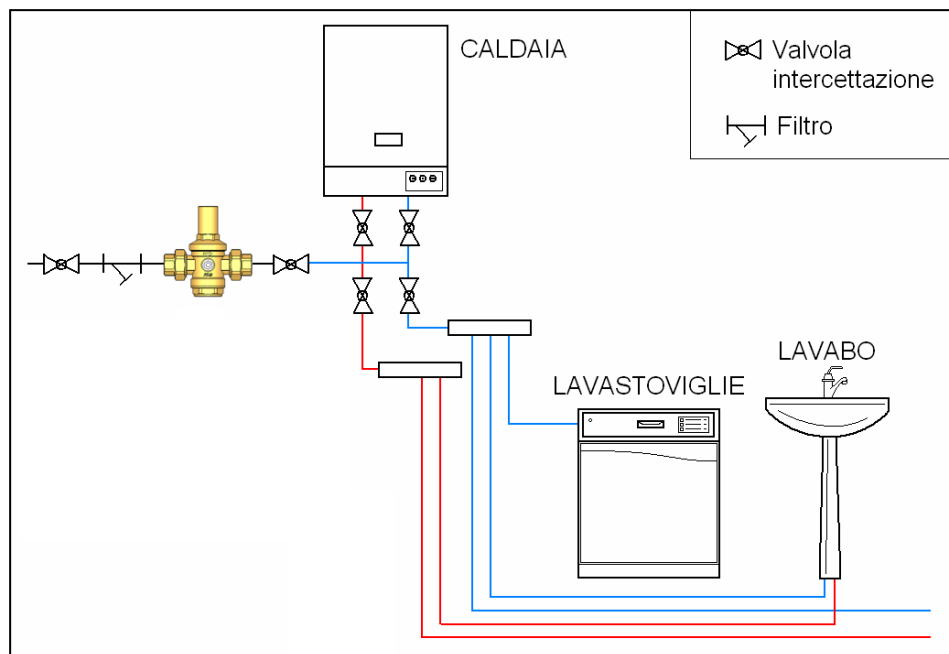 CALDAIA
Valvola
intercettazione
Filtro
LAVABO
LAVASTOVIGLIE